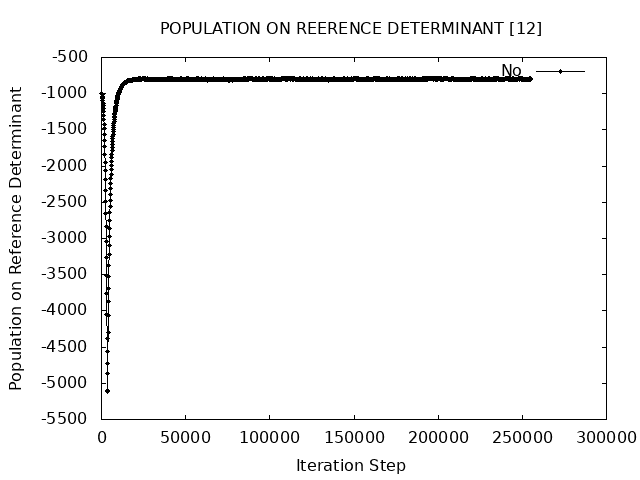 POPULATION ON REERENCE DETERMINANT [12]
-500
No
-1000
-1500
-2000
-2500
-3000
-3500
-4000
-4500
-5000
-5500
Population on Reference Determinant
0 50000 100000 150000 200000 250000 300000
Iteration Step